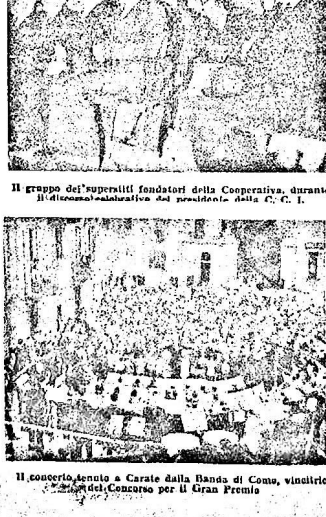 Il gruppo dei superstiti fondatori della Cooperativa, durante
il discorso celebrativo del presidente della C. C. I.
Il concerto tenuto a Carate dalla Banda di Como, vincitrice
del Concorso per il Gran Premio